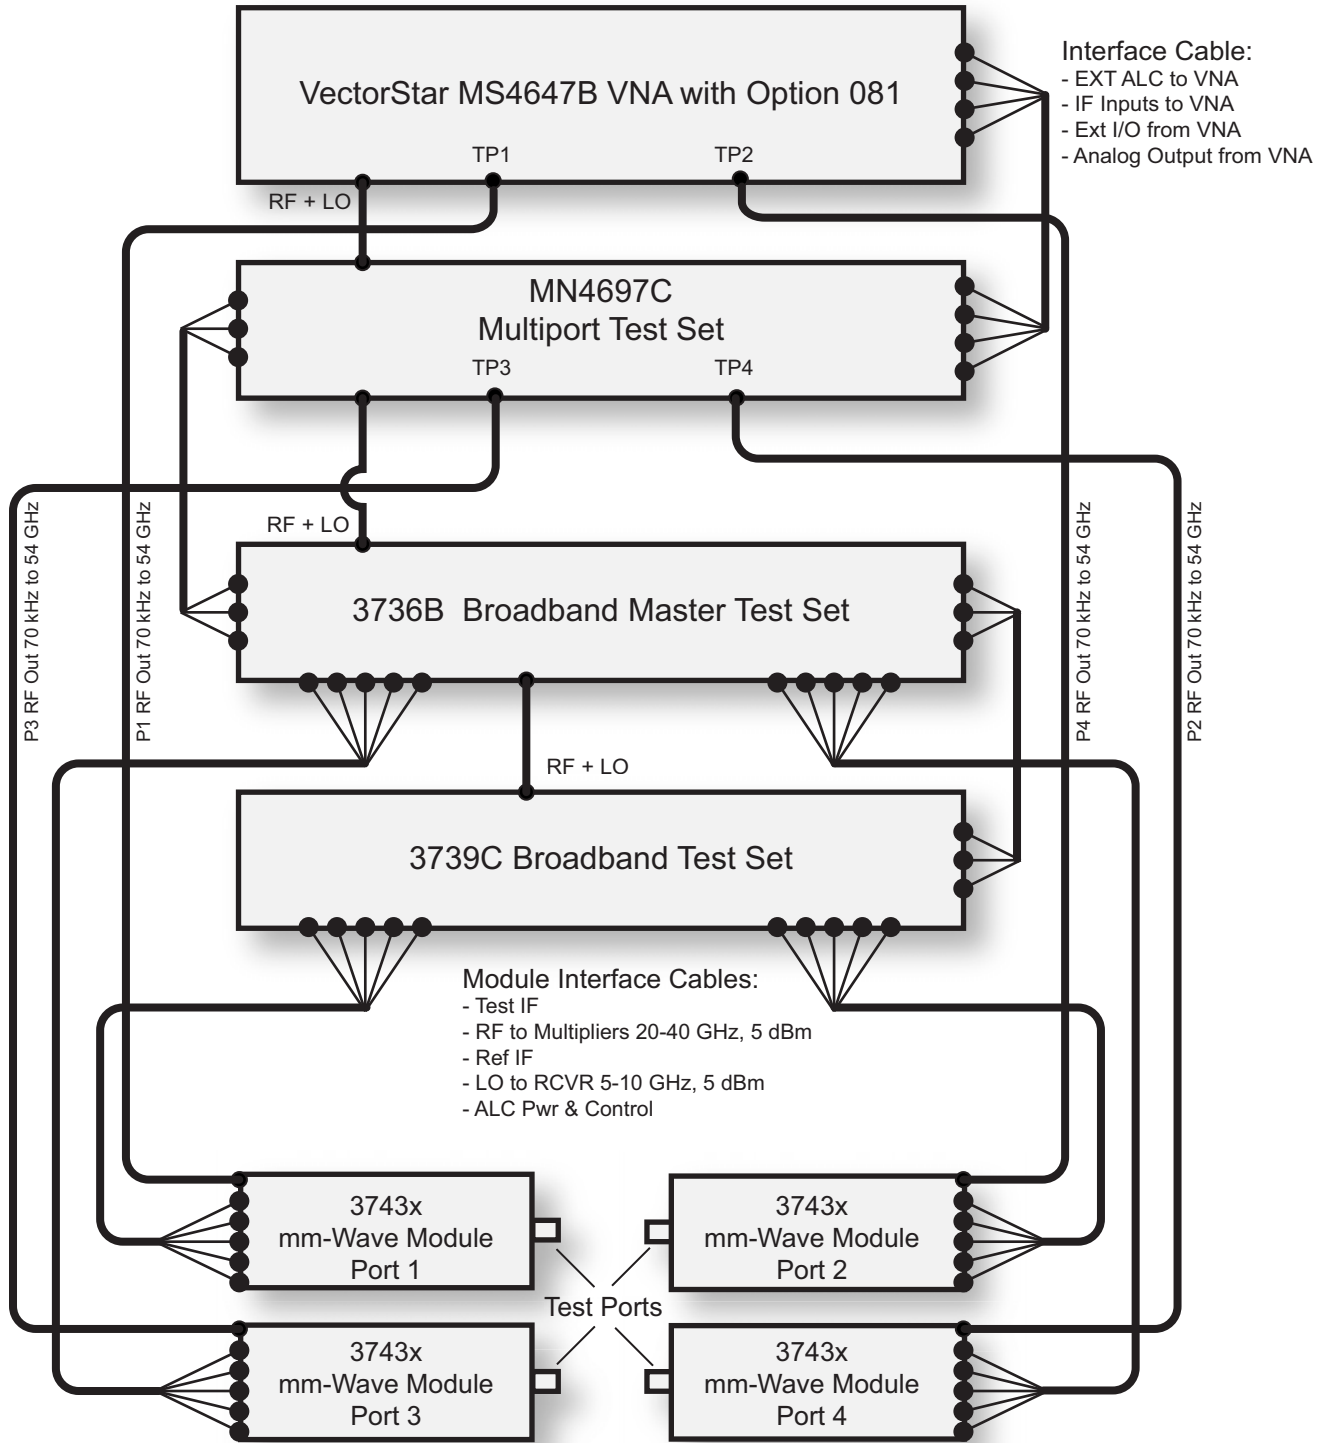 VectorStar MS4647B VNA with Option 081
TP1
TP2
Interface Cable:
- EXT ALC to VNA
- IF Inputs to VNA
- Ext I/O from VNA
- Analog Output from VNA
RF + LO
MN4697C
Multiport Test Set
TP3
TP4
RF + LO
P3 RF Out 70 kHz to 54 GHz
P1 RF Out 70 kHz to 54 GHz
P4 RF Out 70 kHz to 54 GHz
P2 RF Out 70 kHz to 54 GHz
3736B Broadband Master Test Set
RF + LO
3739C Broadband Test Set
Module Interface Cables:
- Test IF
- RF to Multipliers 20-40 GHz, 5 dBm
- Ref IF
- LO to RCVR 5-10 GHz, 5 dBm
- ALC Pwr & Control
3743x
mm-Wave Module
Port 1
3743x
mm-Wave Module
Port 2
Test Ports
3743x
mm-Wave Module
Port 3
3743x
mm-Wave Module
Port 4